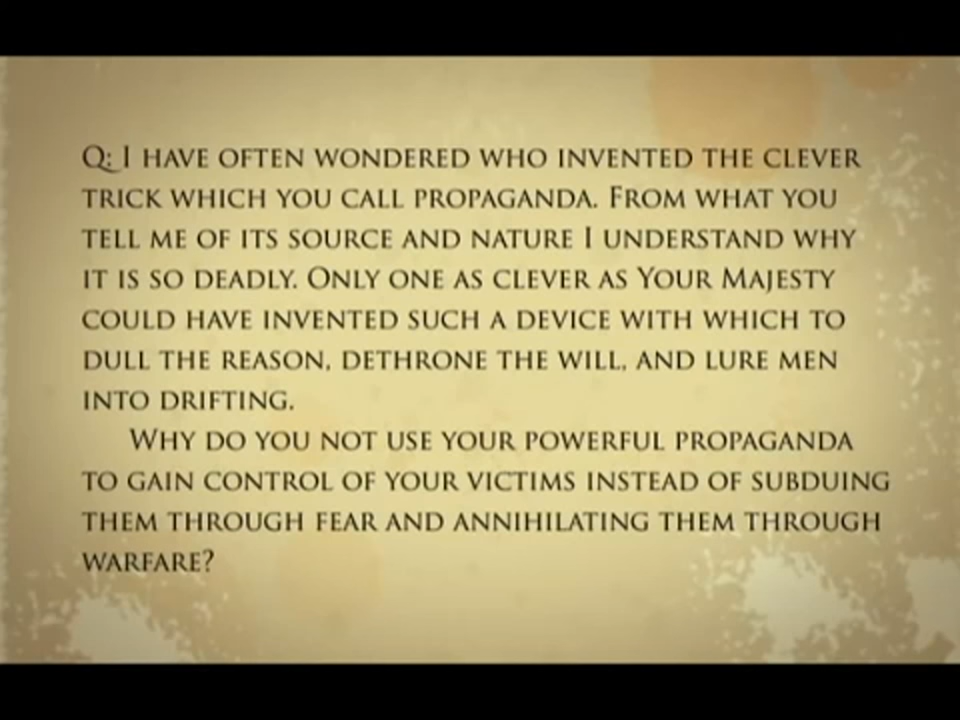 Q: I HAVE OFTEN WONDERED WHO INVENTED THE CLEVER
TRICK WHICH YOU CALL PROPAGANDA. FROM WHAT YOU
TELL ME OF ITS SOURCE AND NATURE I UNDERSTAND WHY
IT IS SO DEADLY. ONLY ONE AS CLEVER AS YOUR MAJESTY
COULD HAVE INVENTED SUCH A DEVICE WITH WHICH TO
DULL THE REASON, DETHRONE THE WILL, AND LURE MEN
INTO DRIFTING.
WHY DO YOU NOT USE YOUR POWERFUL PROPAGANDA
TO GAIN CONTROL OF YOUR VICTIMS INSTEAD OF SUBDUING
THEM THROUGH FEAR AND ANNIHILATING THEM THROUGH
WARFARE?